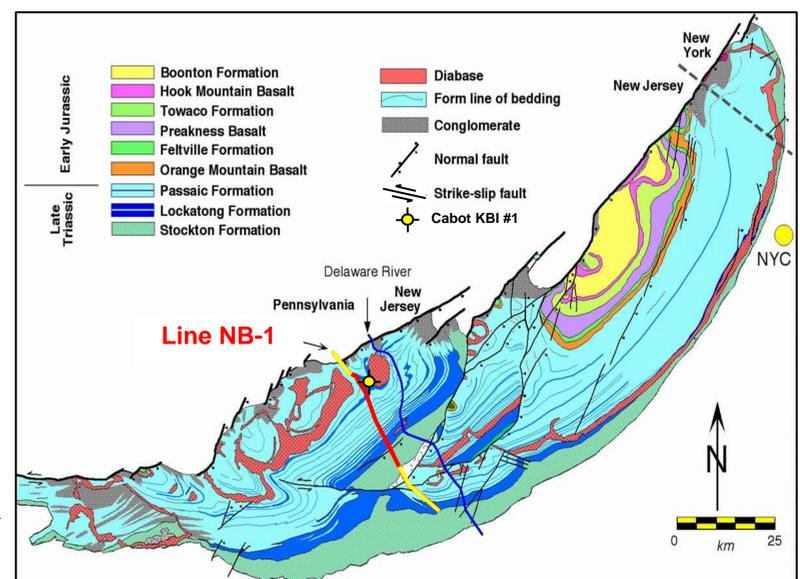 Early Jurassic
Late
Triassic
Boonton Formation
Hook Mountain Basalt
Towaco Formation
Preakness Basalt
Feltville Formation
Orange Mountain Basalt
Passaic Formation
Lockatong Formation
Stockton Formation
Diabase
Form line of bedding
Conglomerate
Normal fault
Strike-slip fault
Cabot KBI #1
New
York
New Jersey
NYC
Delaware River
Pennsylvania
New
Jersey
Line NB-1
N
0
25
km